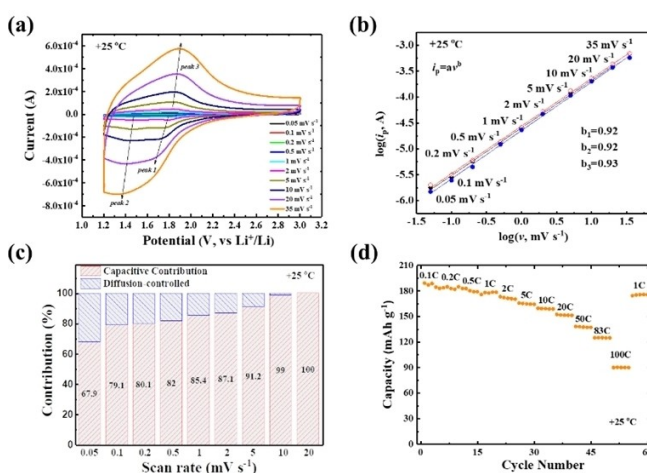 (a)
+25 °C
6.0x10⁻⁴
4.0x10⁻⁴
2.0x10⁻⁴
0.0
-2.0x10⁻⁴
-4.0x10⁻⁴
-6.0x10⁻⁴
-8.0x10⁻⁴
Current (A)
peak 3
peak 1
peak 2
0.05 mV s⁻¹
0.1 mV s⁻¹
0.2 mV s⁻¹
0.5 mV s⁻¹
1 mV s⁻¹
2 mV s⁻¹
5 mV s⁻¹
10 mV s⁻¹
20 mV s⁻¹
35 mV s⁻¹
1.0 1.2 1.4 1.6 1.8 2.0 2.2 2.4 2.6 2.8 3.0 3.2
Potential (V, vs Li⁺/Li)
(b)
+25 °C
iₚ=avᵇ
-3.0
-3.5
-4.0
-4.5
-5.0
-5.5
-6.0
log(iₚ, A)
35 mV s⁻¹
20 mV s⁻¹
10 mV s⁻¹
5 mV s⁻¹
2 mV s⁻¹
1 mV s⁻¹
0.5 mV s⁻¹
0.2 mV s⁻¹
0.1 mV s⁻¹
0.05 mV s⁻¹
b₁=0.92
b₂=0.92
b₃=0.93
-1.5 -1.0 -0.5 0.0 0.5 1.0 1.5
log(v, mV s⁻¹)
(c)
Capacitive Contribution
Diffusion-controlled
+25 °C
100
80
60
40
20
0
Contribution (%)
67.9 79.1 80.1 82 85.4 87.1 91.2 99 100
0.05 0.1 0.2 0.5 1 2 5 10 20
Scan rate (mV s⁻¹)
(d)
210
180
150
120
90
60
30
0
Capacity (mAh g⁻¹)
0.1C 0.2C 0.5C 1C 2C 5C 10C 20C 50C 83C 100C 1C
+25 °C
0 15 30 45
Cycle Number